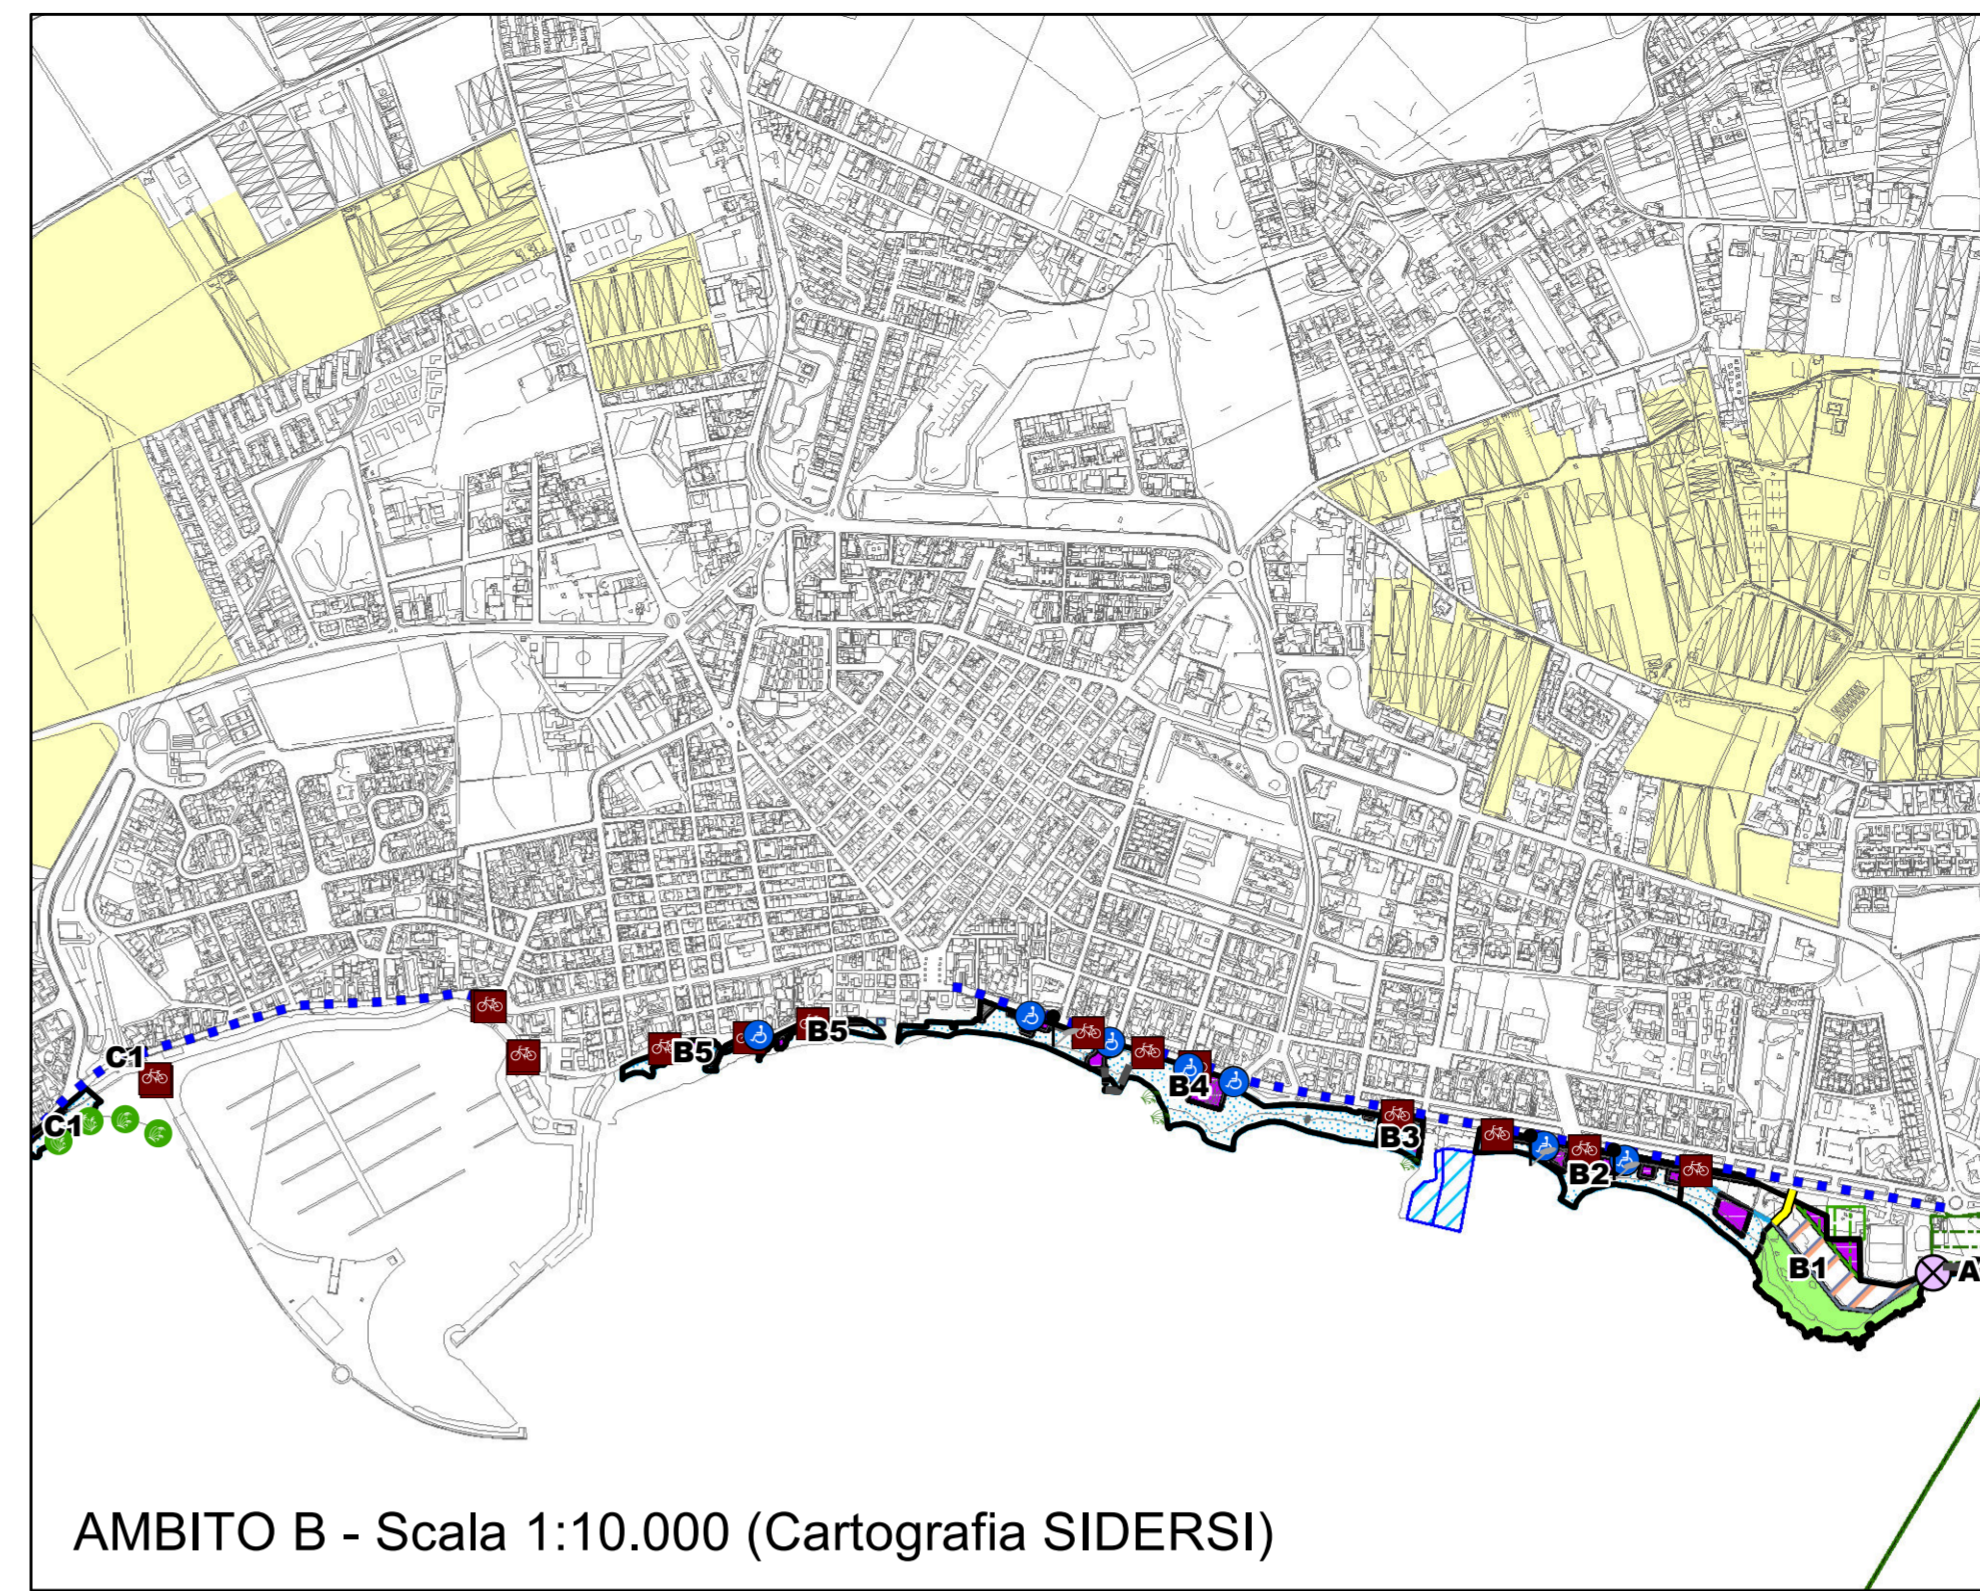 C1
C1
B5
B5
B4
B3
B2
B1
A
AMBITO B - Scala 1:10.000 (Cartografia SIDERSI)